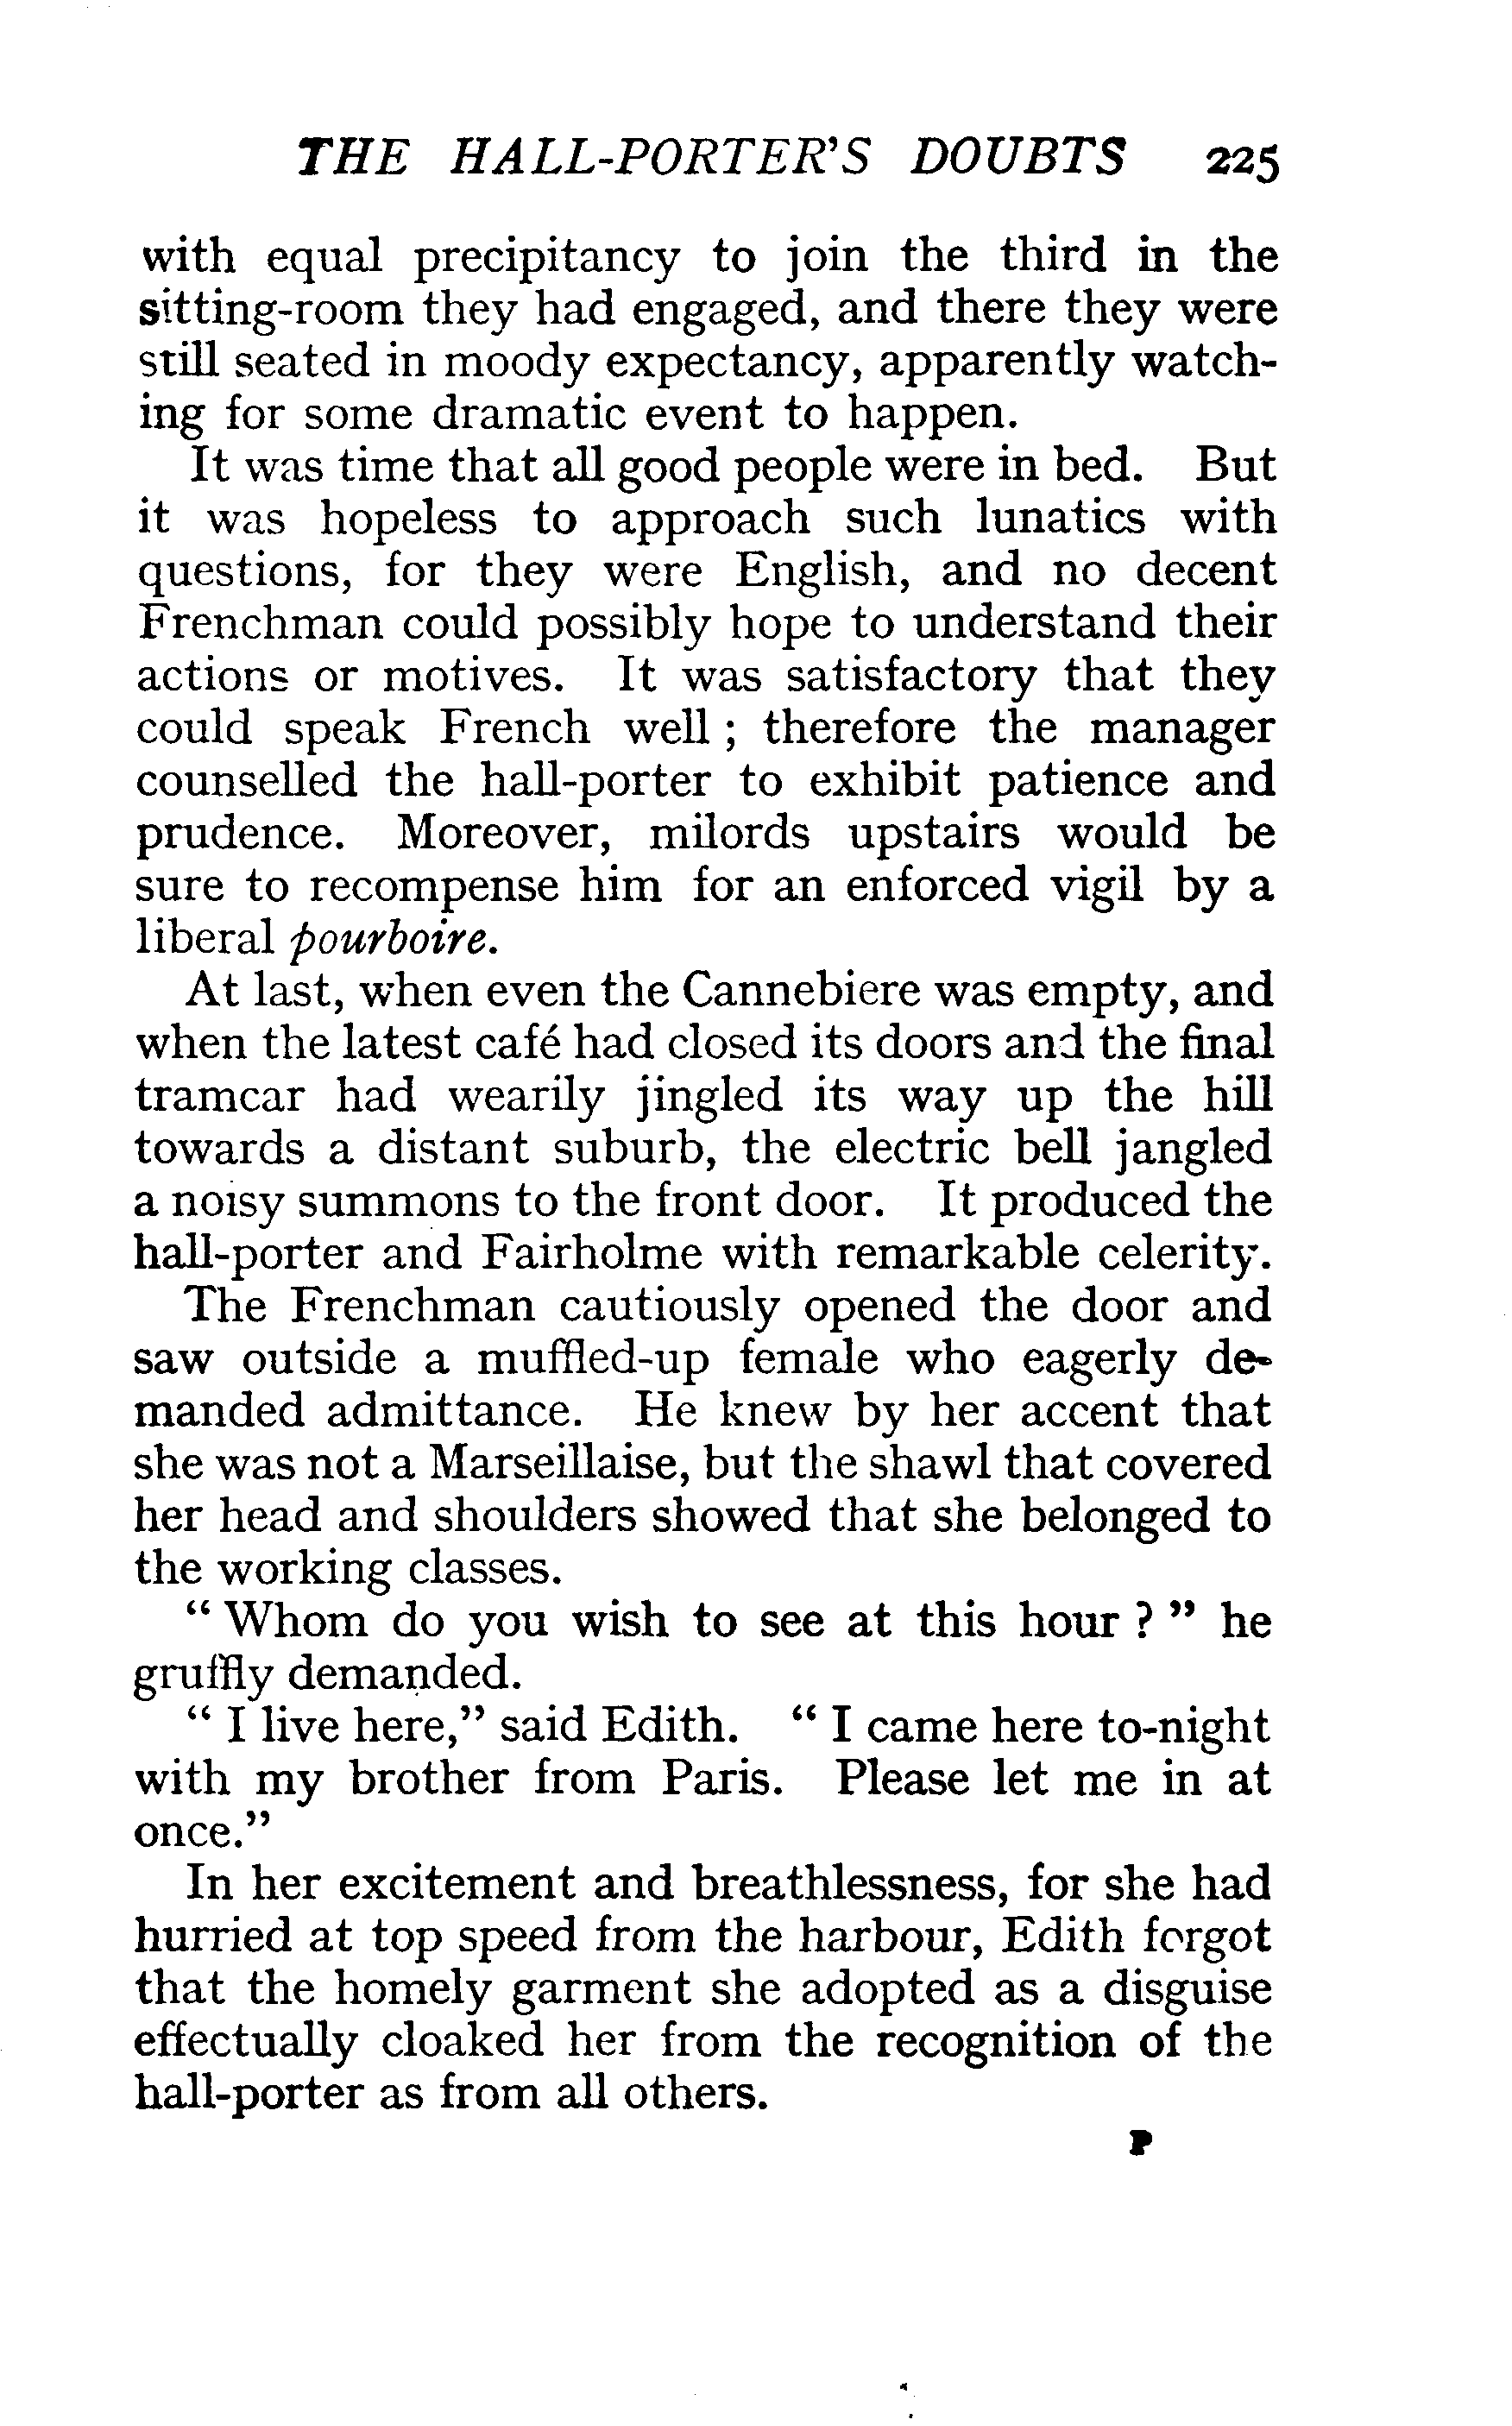 THE HALL-PORTER'S DOUBTS 225
with equal precipitancy to join the third in the
sitting-room they had engaged, and there they were
still seated in moody expectancy, apparently watch-
ing for some dramatic event to happen.
It was time that all good people were in bed. But
it was hopeless to approach such lunatics with
questions, for they were English, and no decent
Frenchman could possibly hope to understand their
actions or motives. It was satisfactory that they
could speak French well ; therefore the manager
counselled the hall-porter to exhibit patience and
prudence. Moreover, milords upstairs would be
sure to recompense him for an enforced vigil by a
liberal pourboire.
At last, when even the Cannebiere was empty, and
when the latest café had closed its doors and the final
tramcar had wearily jingled its way up the hill
towards a distant suburb, the electric bell jangled
a noisy summons to the front door. It produced the
hall-porter and Fairholme with remarkable celerity.
The Frenchman cautiously opened the door and
saw outside a muffled-up female who eagerly de-
manded admittance. He knew by her accent that
she was not a Marseillaise, but the shawl that covered
her head and shoulders showed that she belonged to
the working classes.
“ Whom do you wish to see at this hour ? ” he
gruffly demanded.
“ I live here,” said Edith. “ I came here to-night
with my brother from Paris. Please let me in at
once.”
In her excitement and breathlessness, for she had
hurried at top speed from the harbour, Edith forgot
that the homely garment she adopted as a disguise
effectually cloaked her from the recognition of the
hall-porter as from all others.
P